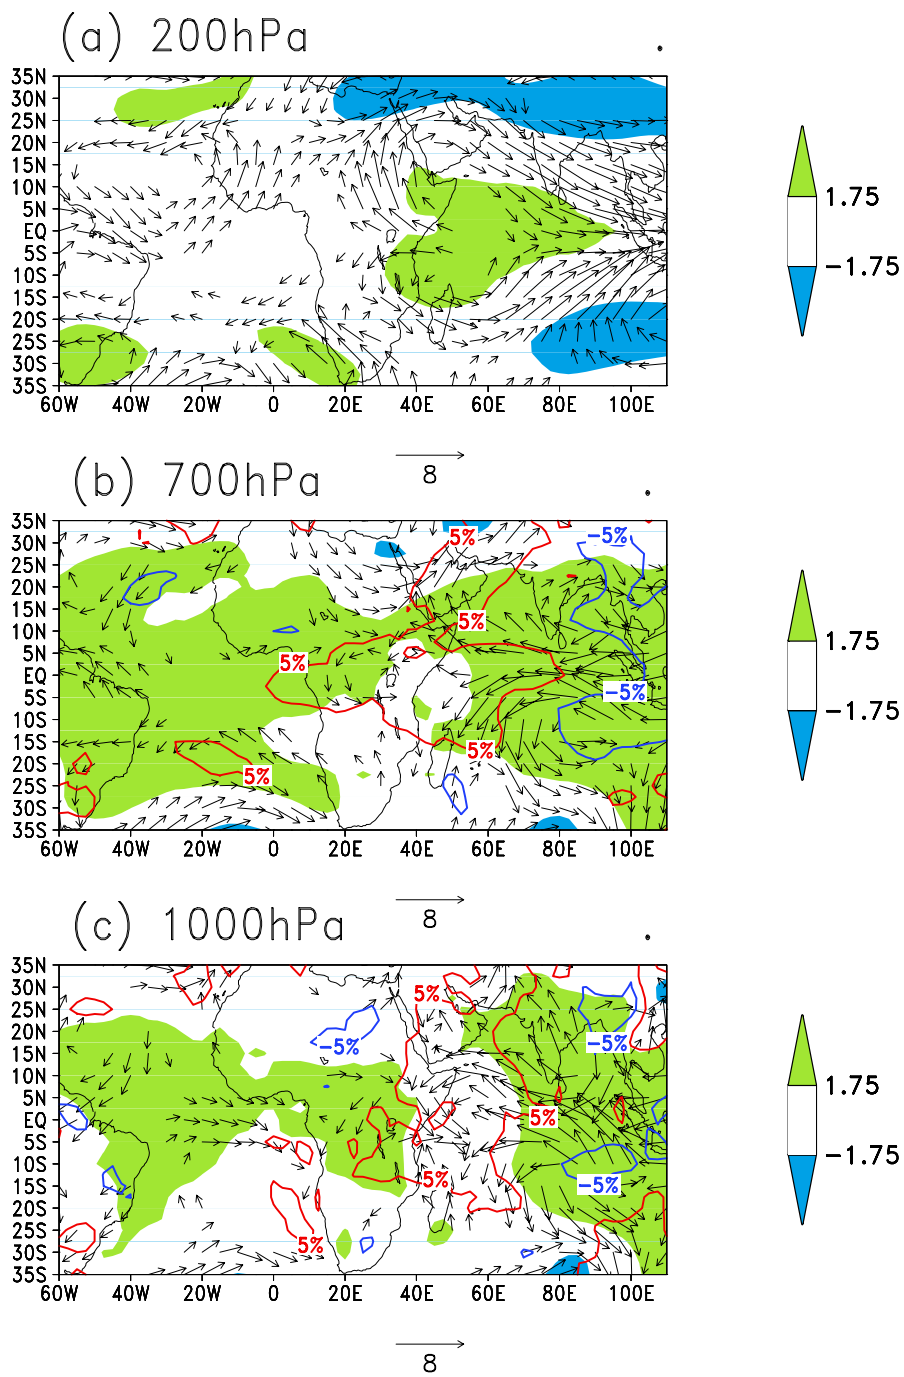 (a) 200hPa
35N
30N
25N
20N
15N
10N
5N
EQ
5S
10S
15S
20S
25S
30S
35S
60W 40W 20W 0 20E 40E 60E 80E 100E
1.75
-1.75
8
(b) 700hPa
35N
30N
25N
20N
15N
10N
5N
EQ
5S
10S
15S
20S
25S
30S
35S
5%
-5%
5%
5%
-5%
5%
5%
60W 40W 20W 0 20E 40E 60E 80E 100E
1.75
-1.75
8
(c) 1000hPa
35N
30N
25N
20N
15N
10N
5N
EQ
5S
10S
15S
20S
25S
30S
35S
5%
-5%
-5%
5%
5%
-5%
5%
60W 40W 20W 0 20E 40E 60E 80E 100E
1.75
-1.75
8